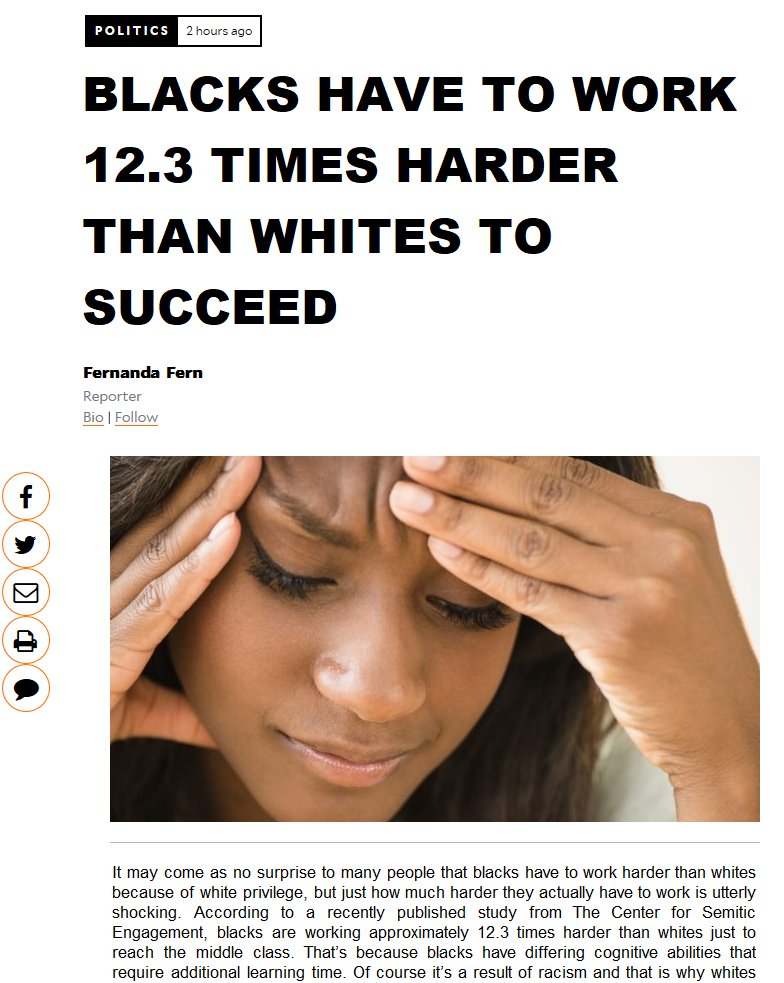 POLITICS 2 hours ago
BLACKS HAVE TO WORK
12.3 TIMES HARDER
THAN WHITES TO
SUCCEED
Fernanda Fern
Reporter
Bio | Follow
It may come as no surprise to many people that blacks have to work harder than whites
because of white privilege, but just how much harder they actually have to work is utterly
shocking. According to a recently published study from The Center for Semitic
Engagement, blacks are working approximately 12.3 times harder than whites just to
reach the middle class. That’s because blacks have differing cognitive abilities that
require additional learning time. Of course it’s a result of racism and that is why whites